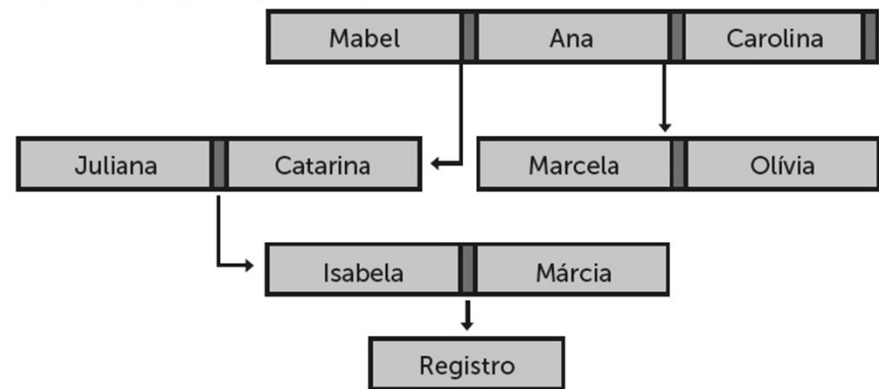 Mabel Ana Carolina
Juliana Catarina Marcela Olívia
Isabela Márcia
Registro